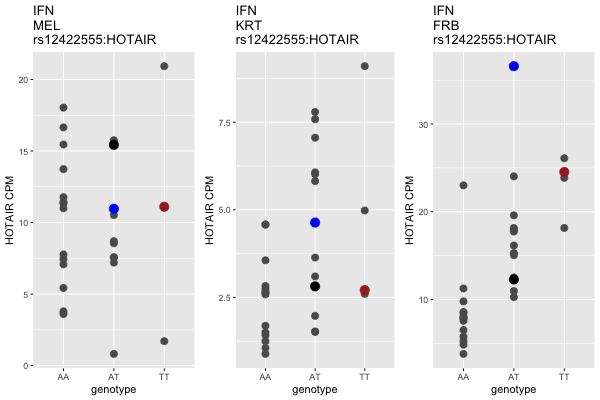 IFN
MEL
rs12422555:HOTAIR
HOTAIR CPM
20
15
10
5
0
AA AT TT
genotype
IFN
KRT
rs12422555:HOTAIR
HOTAIR CPM
7.5
5.0
2.5
AA AT TT
genotype
IFN
FRB
rs12422555:HOTAIR
HOTAIR CPM
30
20
10
AA AT TT
genotype